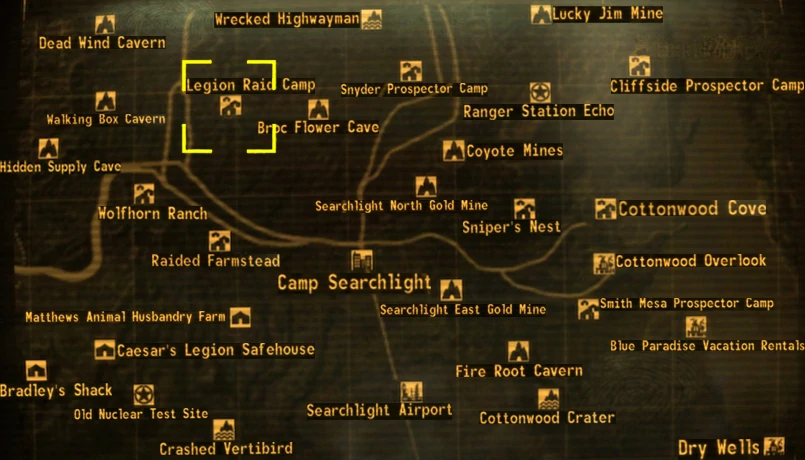 Wrecked Highwayman
Lucky Jim Mine
Dead Wind Cavern
Legion Raid Camp
Snyder Prospector Camp
Cliffside Prospector Camp
Walking Box Cavern
Broc Flower Cave
Ranger Station Echo
Hidden Supply Cave
Coyote Mines
Wolfhorn Ranch
Searchlight North Gold Mine
Sniper's Nest
Cottonwood Cove
Raided Farmstead
Camp Searchlight
Cottonwood Overlook
Matthews Animal Husbandry Farm
Searchlight East Gold Mine
Smith Mesa Prospector Camp
Caesar's Legion Safehouse
Blue Paradise Vacation Rentals
Bradley's Shack
Fire Root Cavern
Old Nuclear Test Site
Searchlight Airport
Cottonwood Crater
Crashed Vertibird
Dry Wells